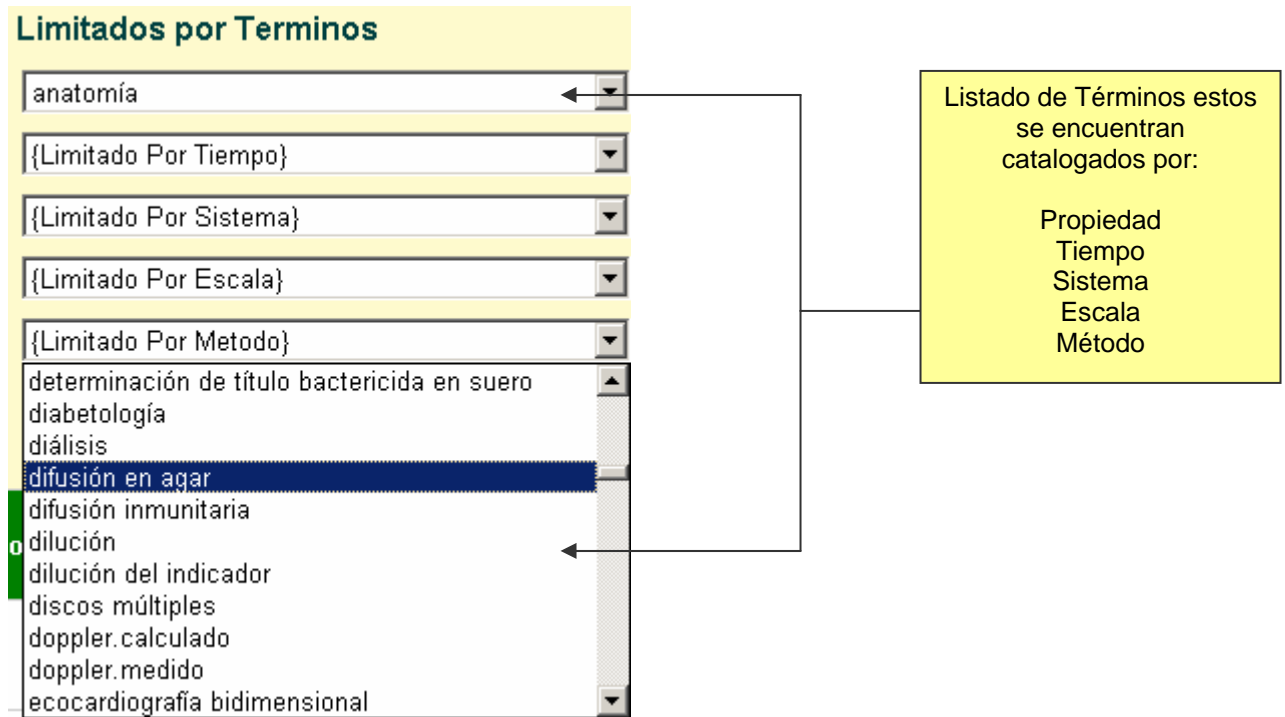 Limitados por Terminos
anatomía
{Limitado Por Tiempo}
{Limitado Por Sistema}
{Limitado Por Escala}
{Limitado Por Metodo}
determinación de título bactericida en suero
diabetología
diálisis
difusión en agar
difusión inmunitaria
o
dilución
dilución del indicador
discos múltiples
doppler.calculado
doppler.medido
ecocardiografía bidimensional
Listado de Términos estos
se encuentran
catalogados por:
Propiedad
Tiempo
Sistema
Escala
Método